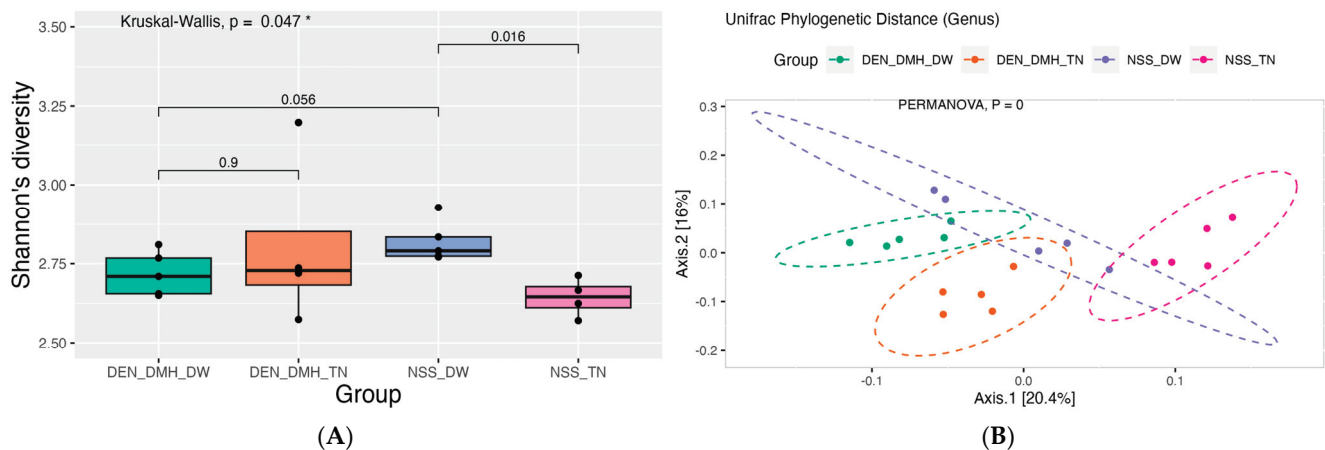 Kruskal-Wallis, p = 0.047 *
3.50
3.25
3.00
2.75
2.50
Shannon's diversity
0.016
0.056
0.9
DEN_DMH_DW DEN_DMH_TN NSS_DW NSS_TN
Group
(A)
Unifrac Phylogenetic Distance (Genus)
Group DEN_DMH_DW DEN_DMH_TN NSS_DW NSS_TN
PERMANOVA, P = 0
0.3
0.2
0.1
0.0
-0.1
-0.2
Axis.2 [16%]
-0.1 0.0 0.1
Axis.1 [20.4%]
(B)